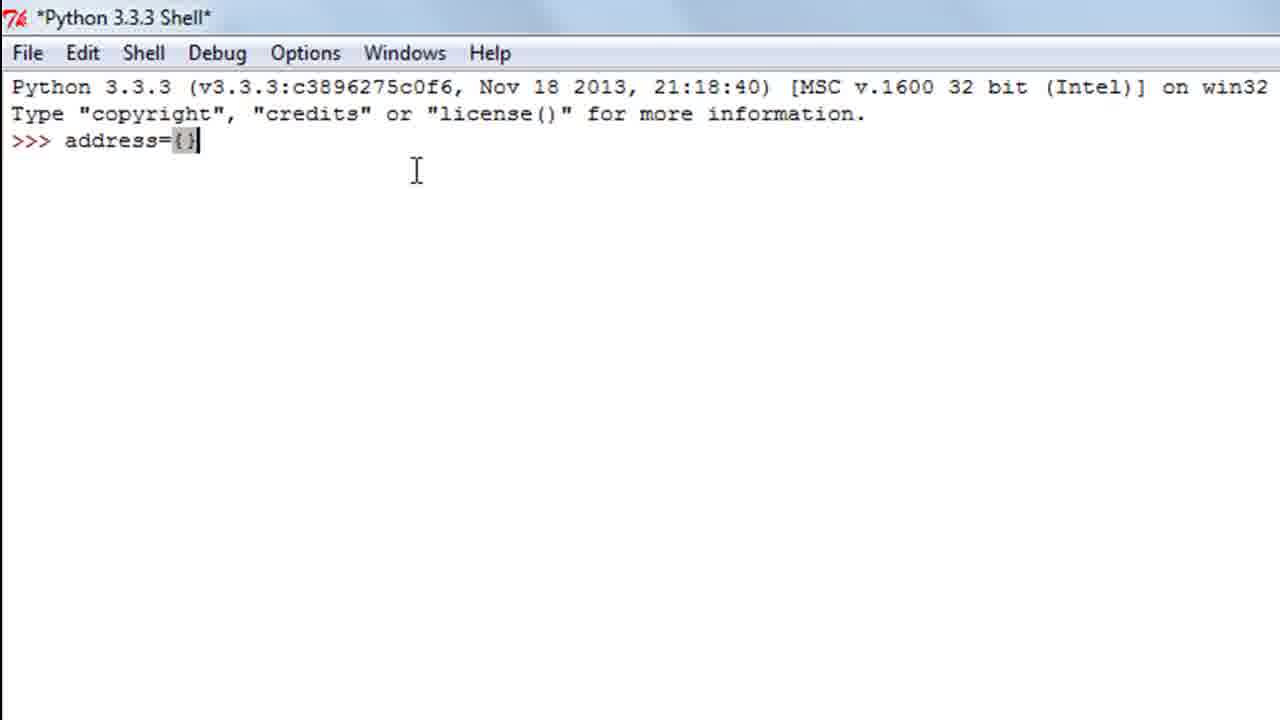 *Python 3.3.3 Shell*
File Edit Shell Debug Options Windows Help
Python 3.3.3 (v3.3.3:c3896275c0f6, Nov 18 2013, 21:18:40) [MSC v.1600 32 bit (Intel)] on win32
Type "copyright", "credits" or "license()" for more information.
>>> address={}